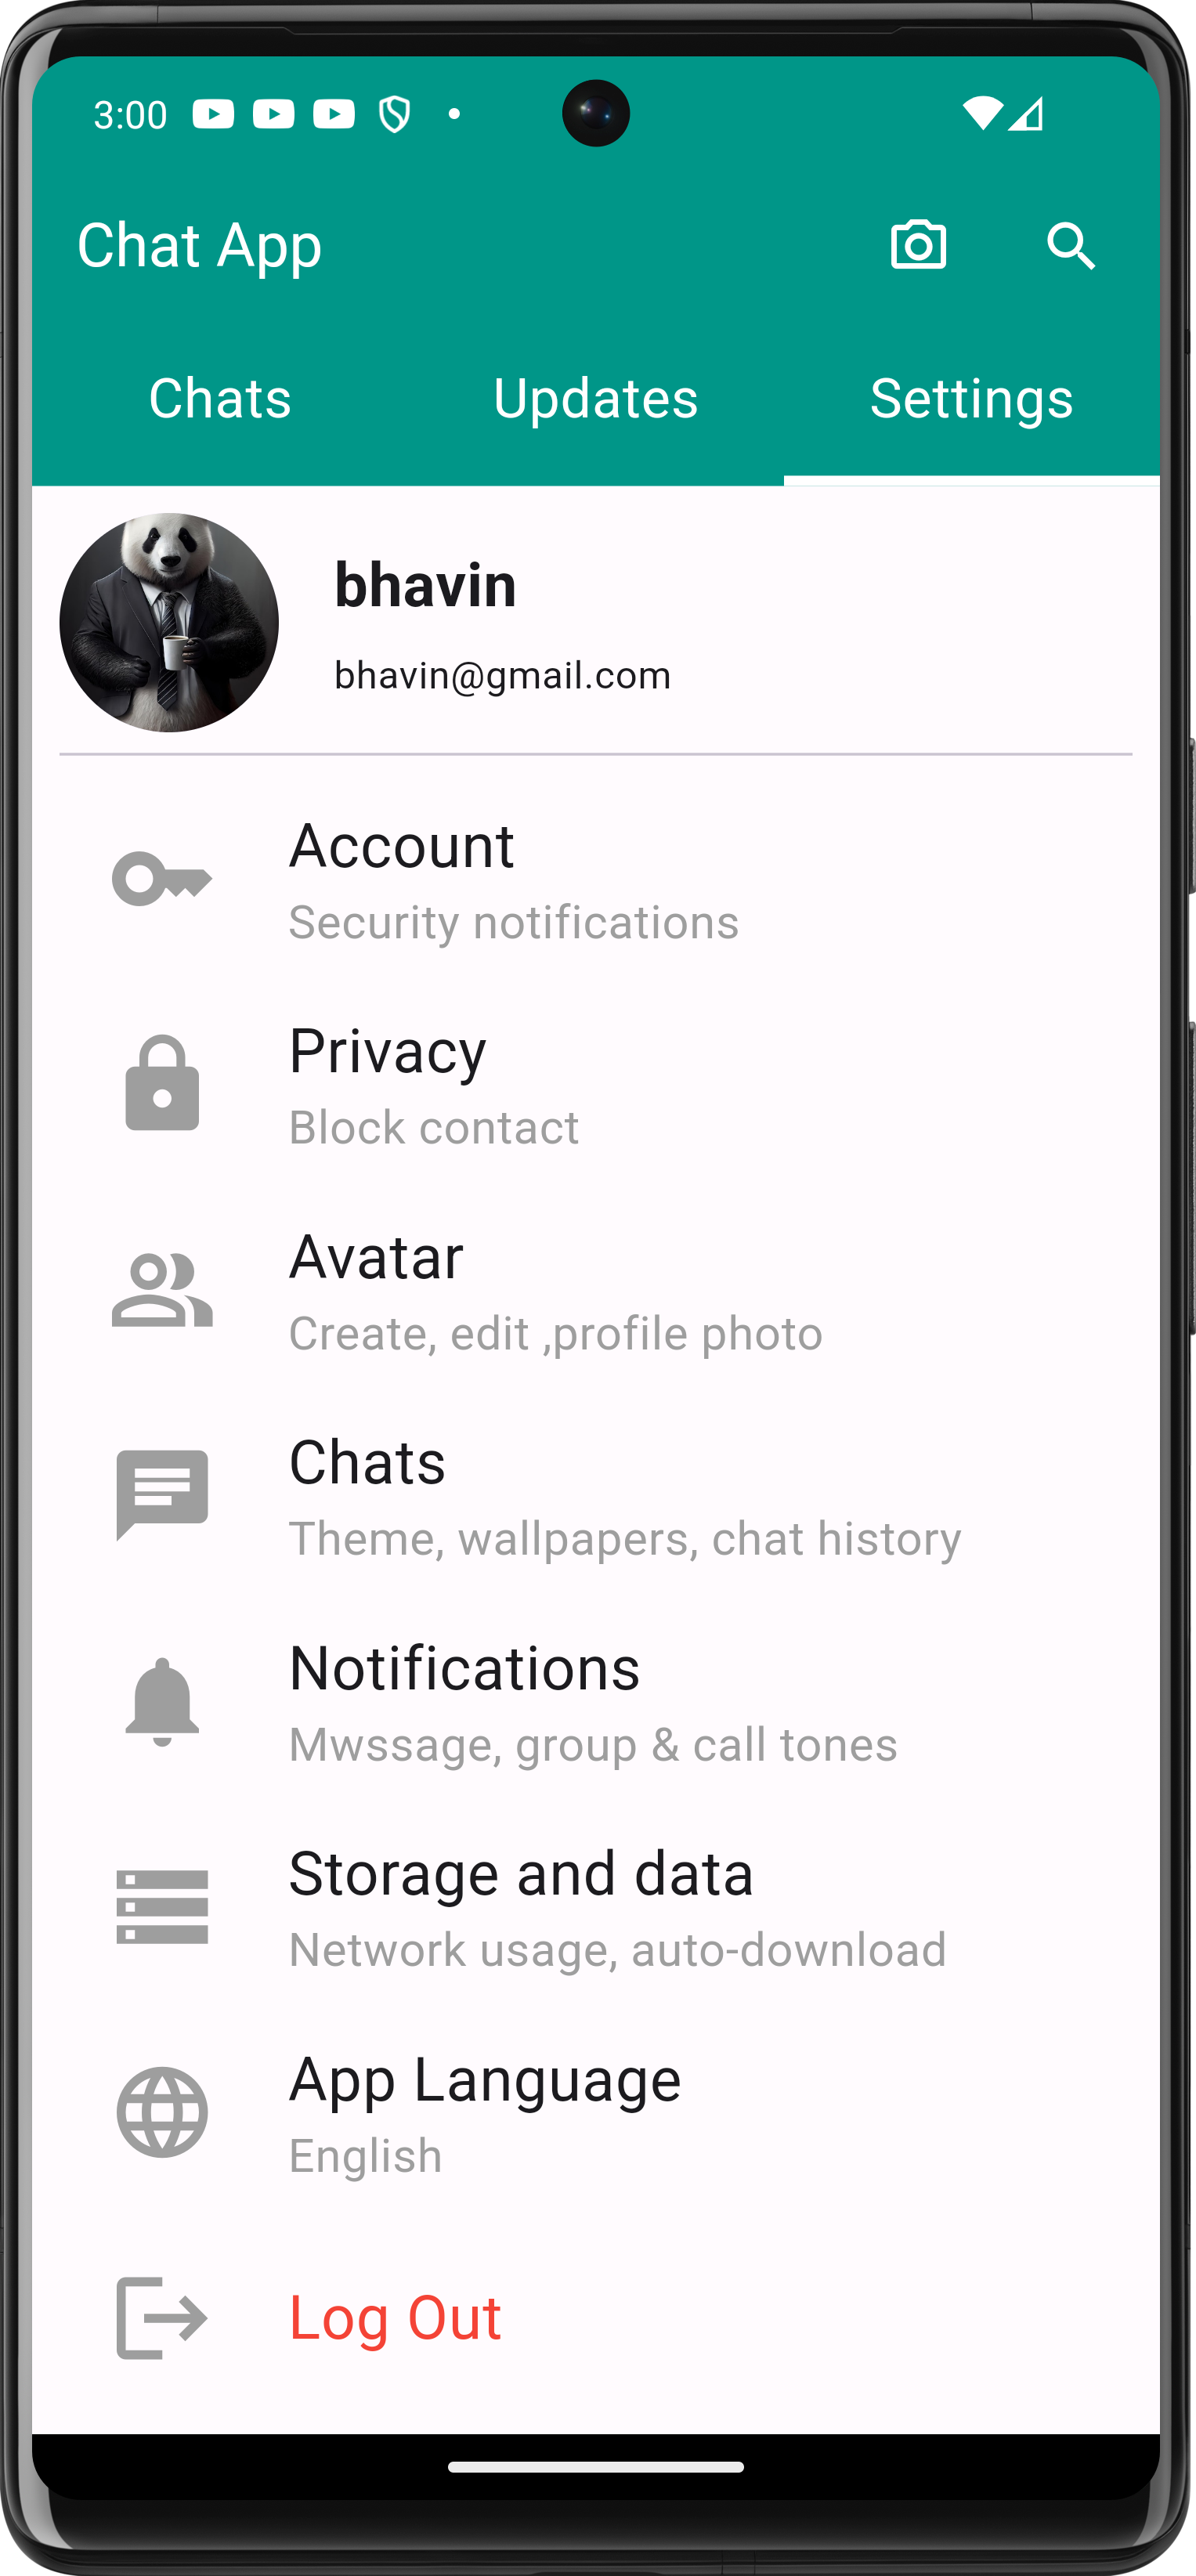 3:00
Chat App
Chats Updates Settings
bhavin
bhavin@gmail.com
Account
Security notifications
Privacy
Block contact
Avatar
Create, edit ,profile photo
Chats
Theme, wallpapers, chat history
Notifications
Mwssage, group & call tones
Storage and data
Network usage, auto-download
App Language
English
Log Out